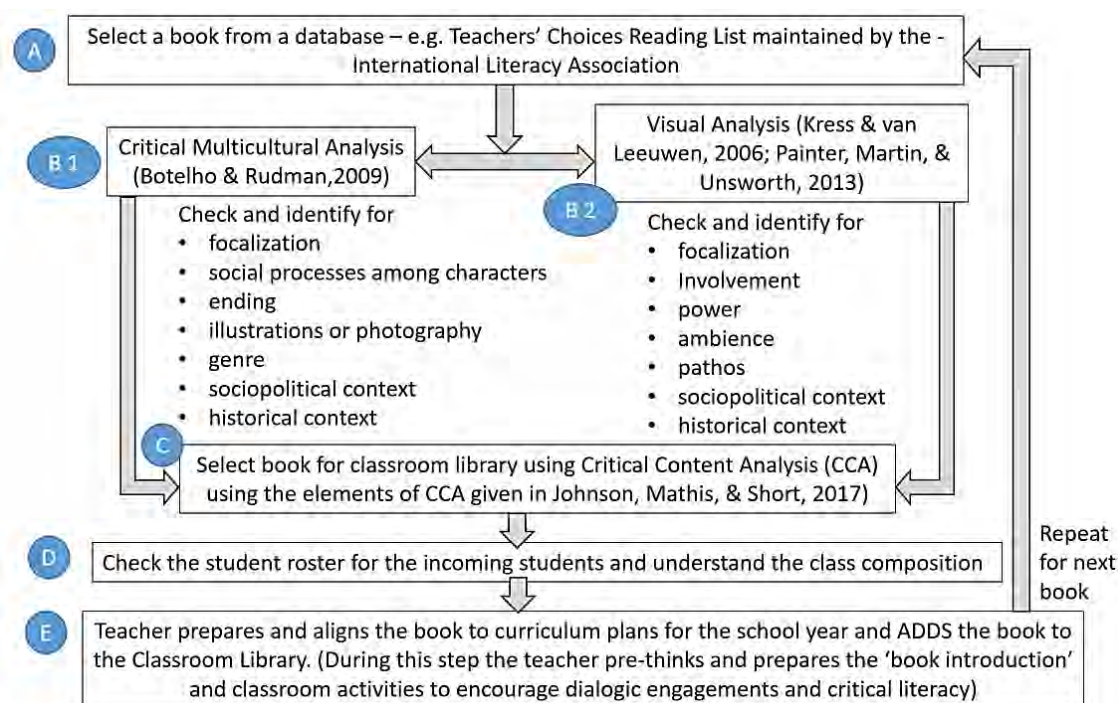 A
Select a book from a database – e.g. Teachers' Choices Reading List maintained by the -
International Literacy Association
B 1
Critical Multicultural Analysis
(Botelho & Rudman,2009)
Check and identify for
• focalization
• social processes among characters
• ending
• illustrations or photography
• genre
• sociopolitical context
• historical context
Visual Analysis (Kress & van
Leeuwen, 2006; Painter, Martin, &
Unsworth, 2013)
B 2
Check and identify for
• focalization
• Involvement
• power
• ambience
• pathos
• sociopolitical context
• historical context
C
Select book for classroom library using Critical Content Analysis (CCA)
using the elements of CCA given in Johnson, Mathis, & Short, 2017)
D
Check the student roster for the incoming students and understand the class composition
E
Teacher prepares and aligns the book to curriculum plans for the school year and ADDS the book to
the Classroom Library. (During this step the teacher pre-thinks and prepares the 'book introduction'
and classroom activities to encourage dialogic engagements and critical literacy)
Repeat
for next
book